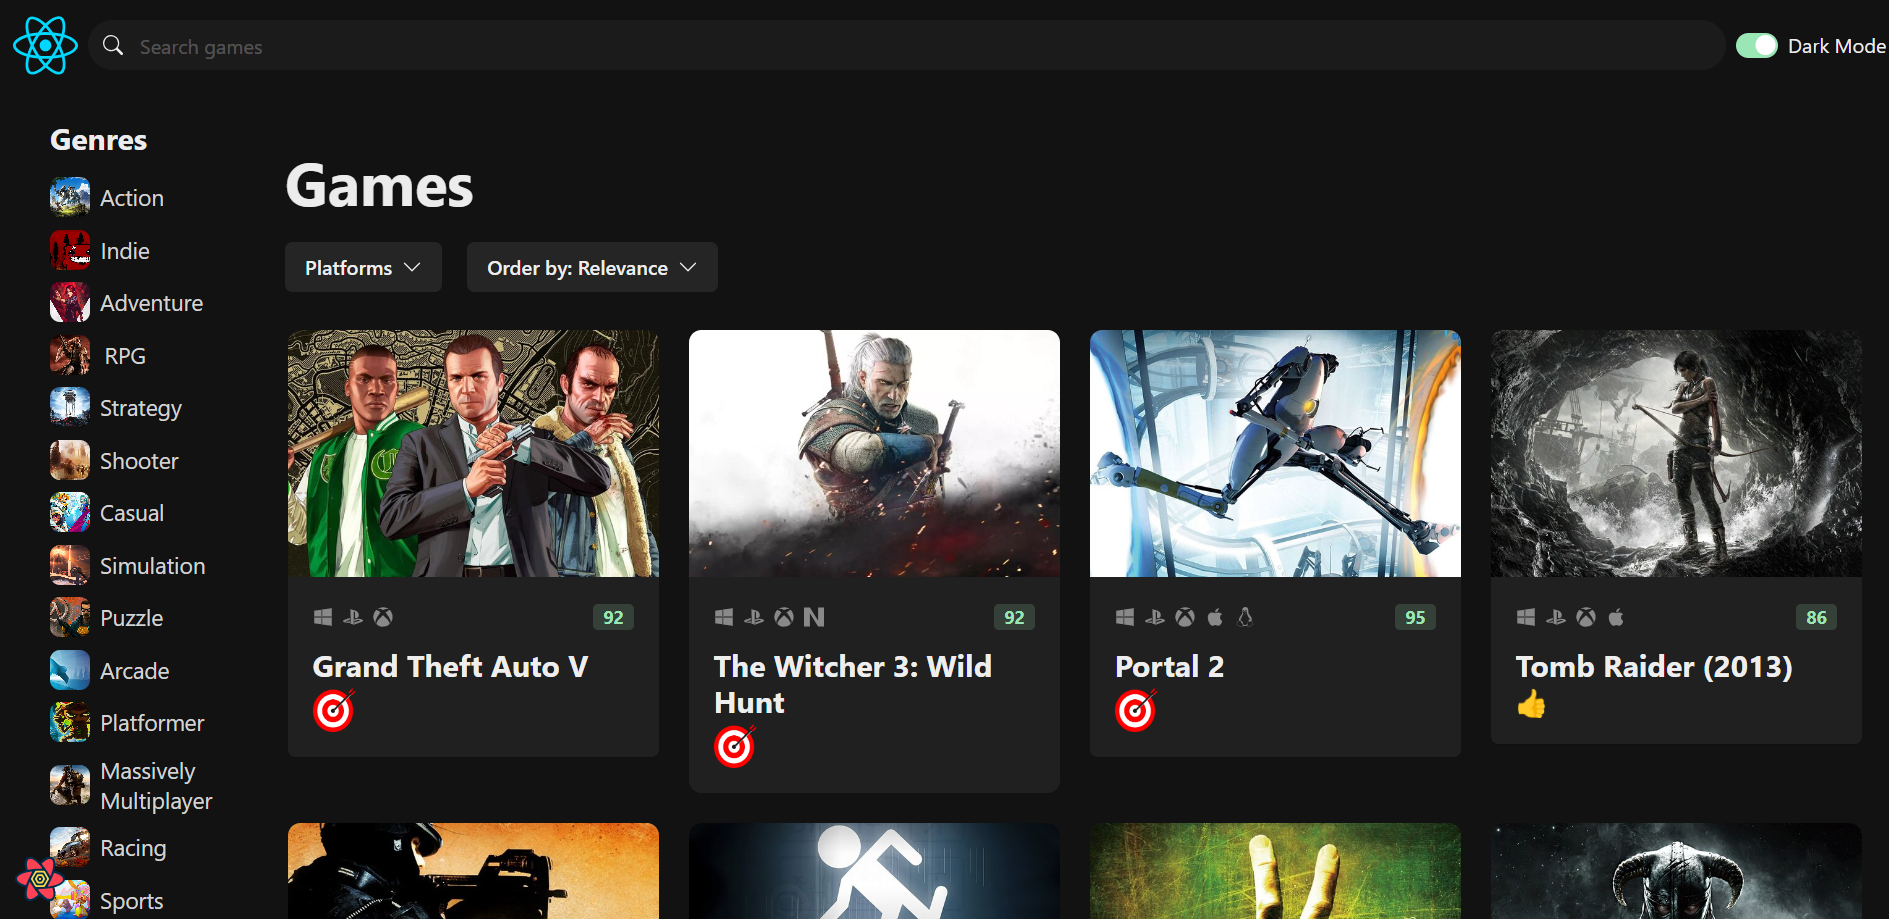 Search games
Dark Mode
Genres
Action
Indie
Adventure
RPG
Strategy
Shooter
Casual
Simulation
Puzzle
Arcade
Platformer
Massively
Multiplayer
Racing
Sports
Games
Platforms
Order by: Relevance
92
Grand Theft Auto V
92
The Witcher 3: Wild
Hunt
95
Portal 2
86
Tomb Raider (2013)